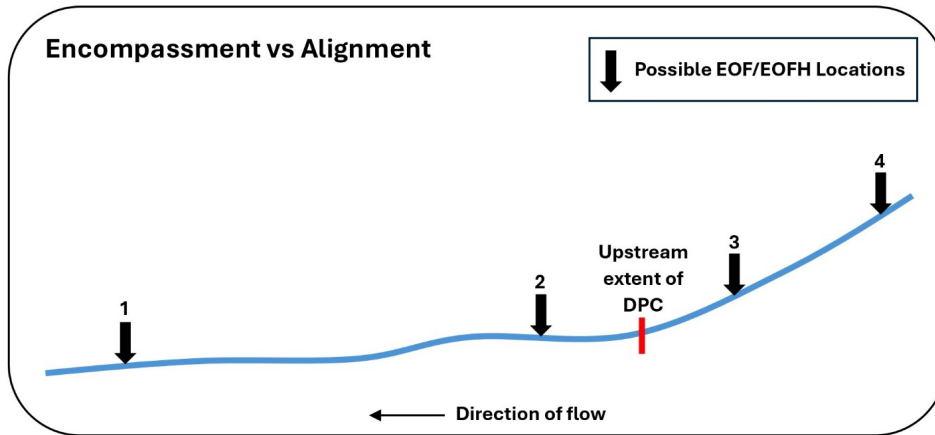 Encompassment vs Alignment
Possible EOF/EOFH Locations
4
3
Upstream
extent of
DPC
2
1
Direction of flow